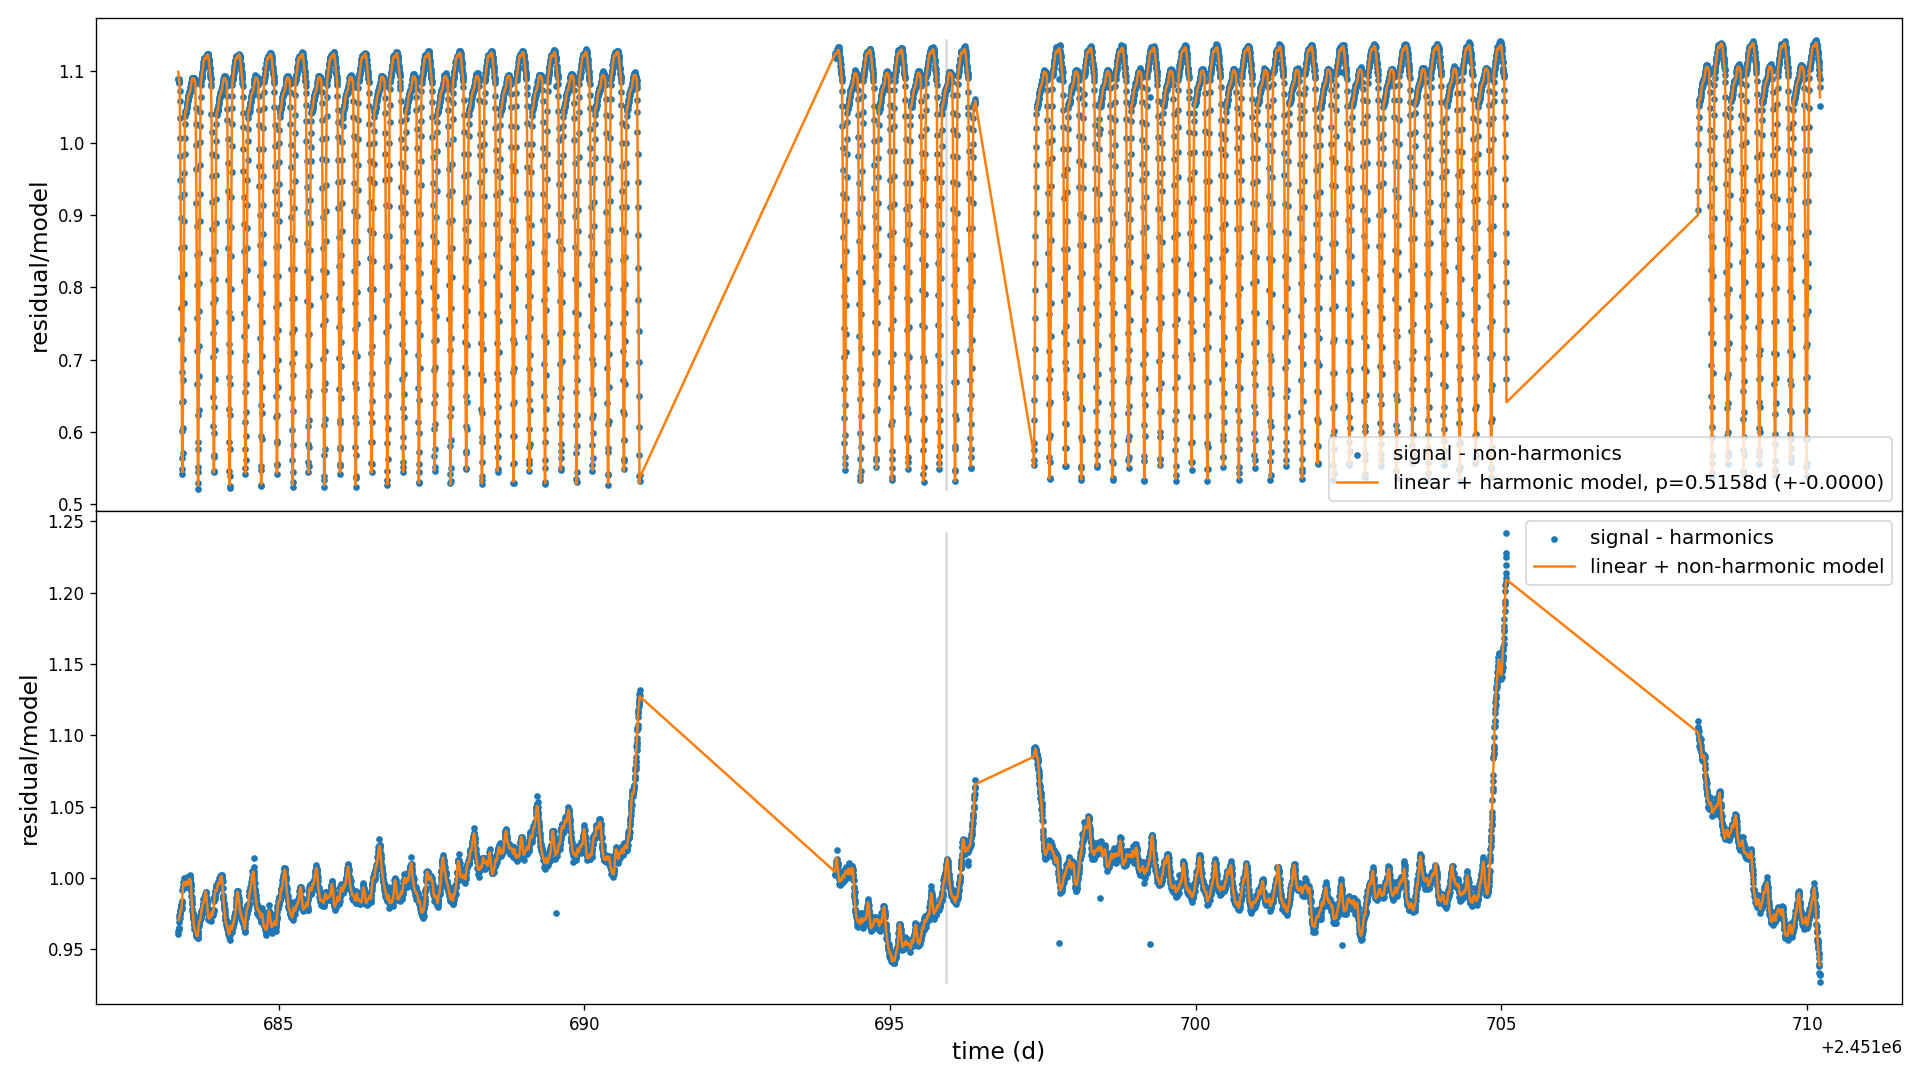 residual/model
1.1
1.0
0.9
0.8
0.7
0.6
0.5
signal - non-harmonics
linear + harmonic model, p=0.5158d (+-0.0000)
residual/model
1.25
1.20
1.15
1.10
1.05
1.00
0.95
signal - harmonics
linear + non-harmonic model
685 690 695 700 705 710
time (d)
+2.451e6